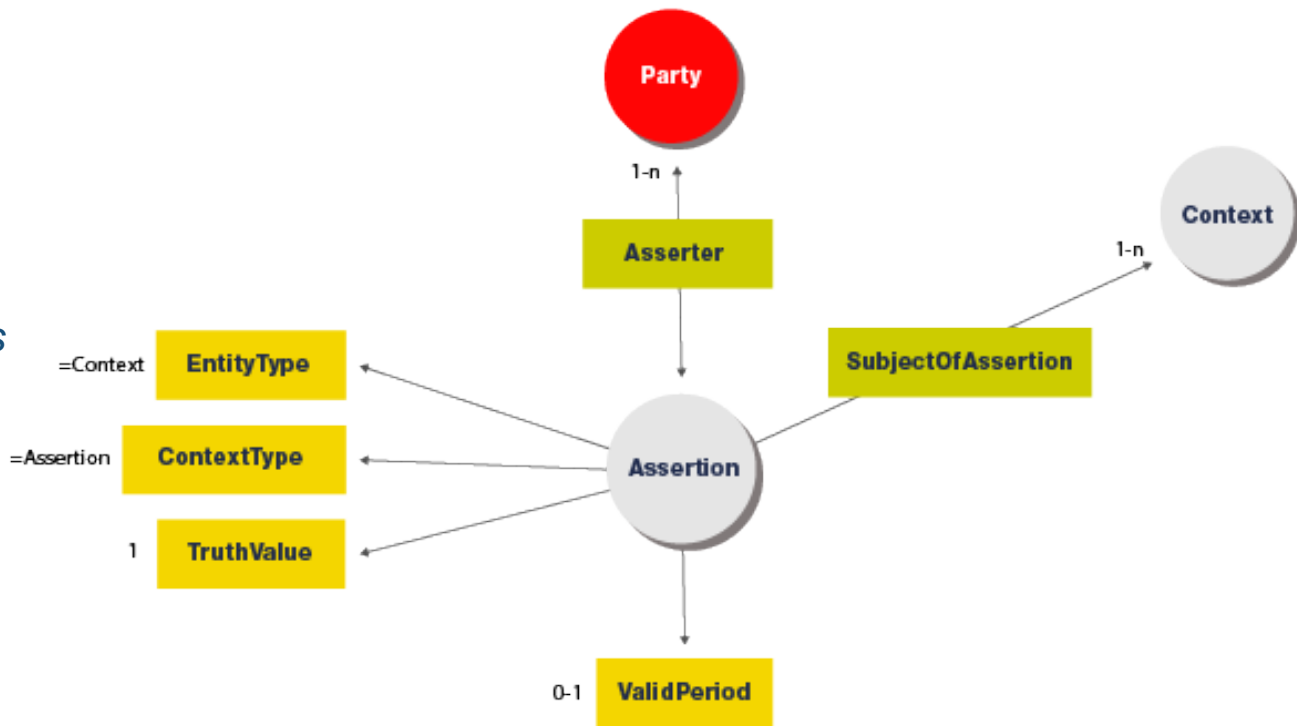 Party
1-n
Context
Asserter
1-n
s
=Context EntityType
SubjectOfAssertion
=Assertion ContextType
Assertion
1 TruthValue
0-1 ValidPeriod